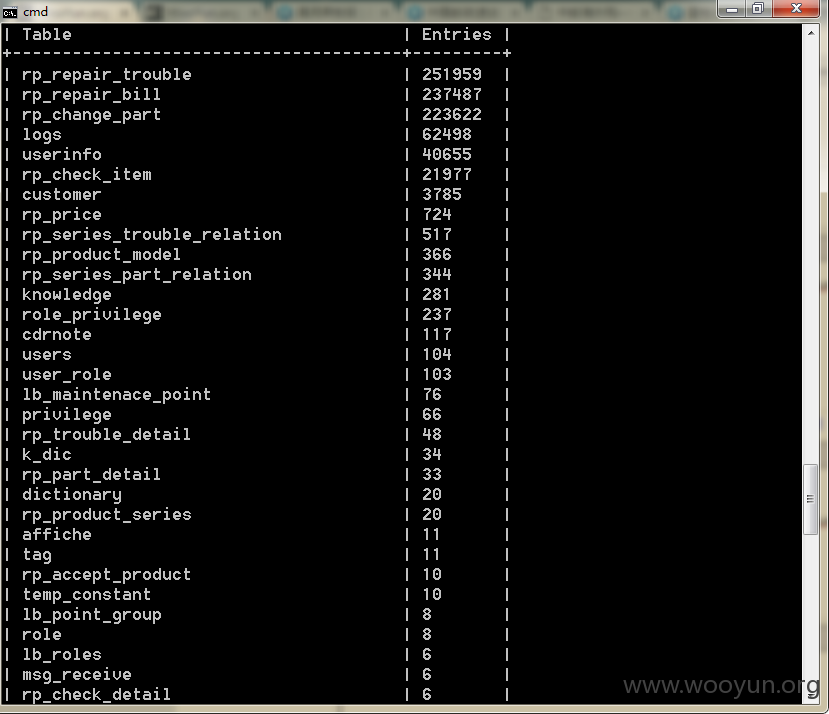 cmd
| Table | Entries |
+---------------------------------------+---------+
| rp_repair_trouble | 251959 |
| rp_repair_bill | 237487 |
| rp_change_part | 223622 |
| logs | 62498 |
| userinfo | 40655 |
| rp_check_item | 21977 |
| customer | 3785 |
| rp_price | 724 |
| rp_series_trouble_relation | 517 |
| rp_product_model | 366 |
| rp_series_part_relation | 344 |
| knowledge | 281 |
| role_privilege | 237 |
| cdrnote | 117 |
| users | 104 |
| user_role | 103 |
| lb_maintenace_point | 76 |
| privilege | 66 |
| rp_trouble_detail | 48 |
| k_dic | 34 |
| rp_part_detail | 33 |
| dictionary | 20 |
| rp_product_series | 20 |
| affiche | 11 |
| tag | 11 |
| rp_accept_product | 10 |
| temp_constant | 10 |
| lb_point_group | 8 |
| role | 8 |
| lb_roles | 6 |
| msg_receive | 6 |
| rp_check_detail | 6 |
www.wooyun.org